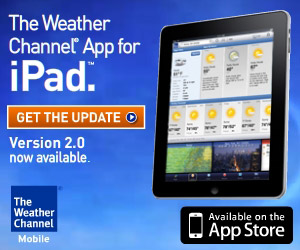 The Weather
Channel® App for
iPad.™
GET THE UPDATE
Version 2.0
now available.
The
Weather
Channel
Mobile
Available on the
App Store